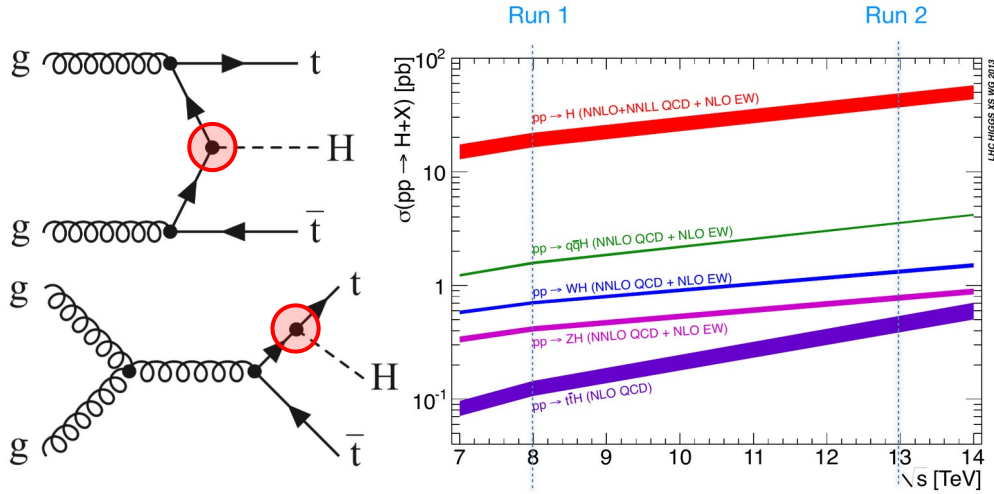 Run 1
Run 2
g
t
H
g
t̅
g
t
H
g
t̅
σ(pp → H+X) [pb]
10²
10
1
10⁻¹
pp → H (NNLO+NNLL QCD + NLO EW)
pp → qq̅H (NNLO QCD + NLO EW)
pp → WH (NNLO QCD + NLO EW)
pp → ZH (NNLO QCD + NLO EW)
pp → tt̅H (NLO QCD)
7 8 9 10 11 12 13 14
√s [TeV]
LHC HIGGS XS WG 2013